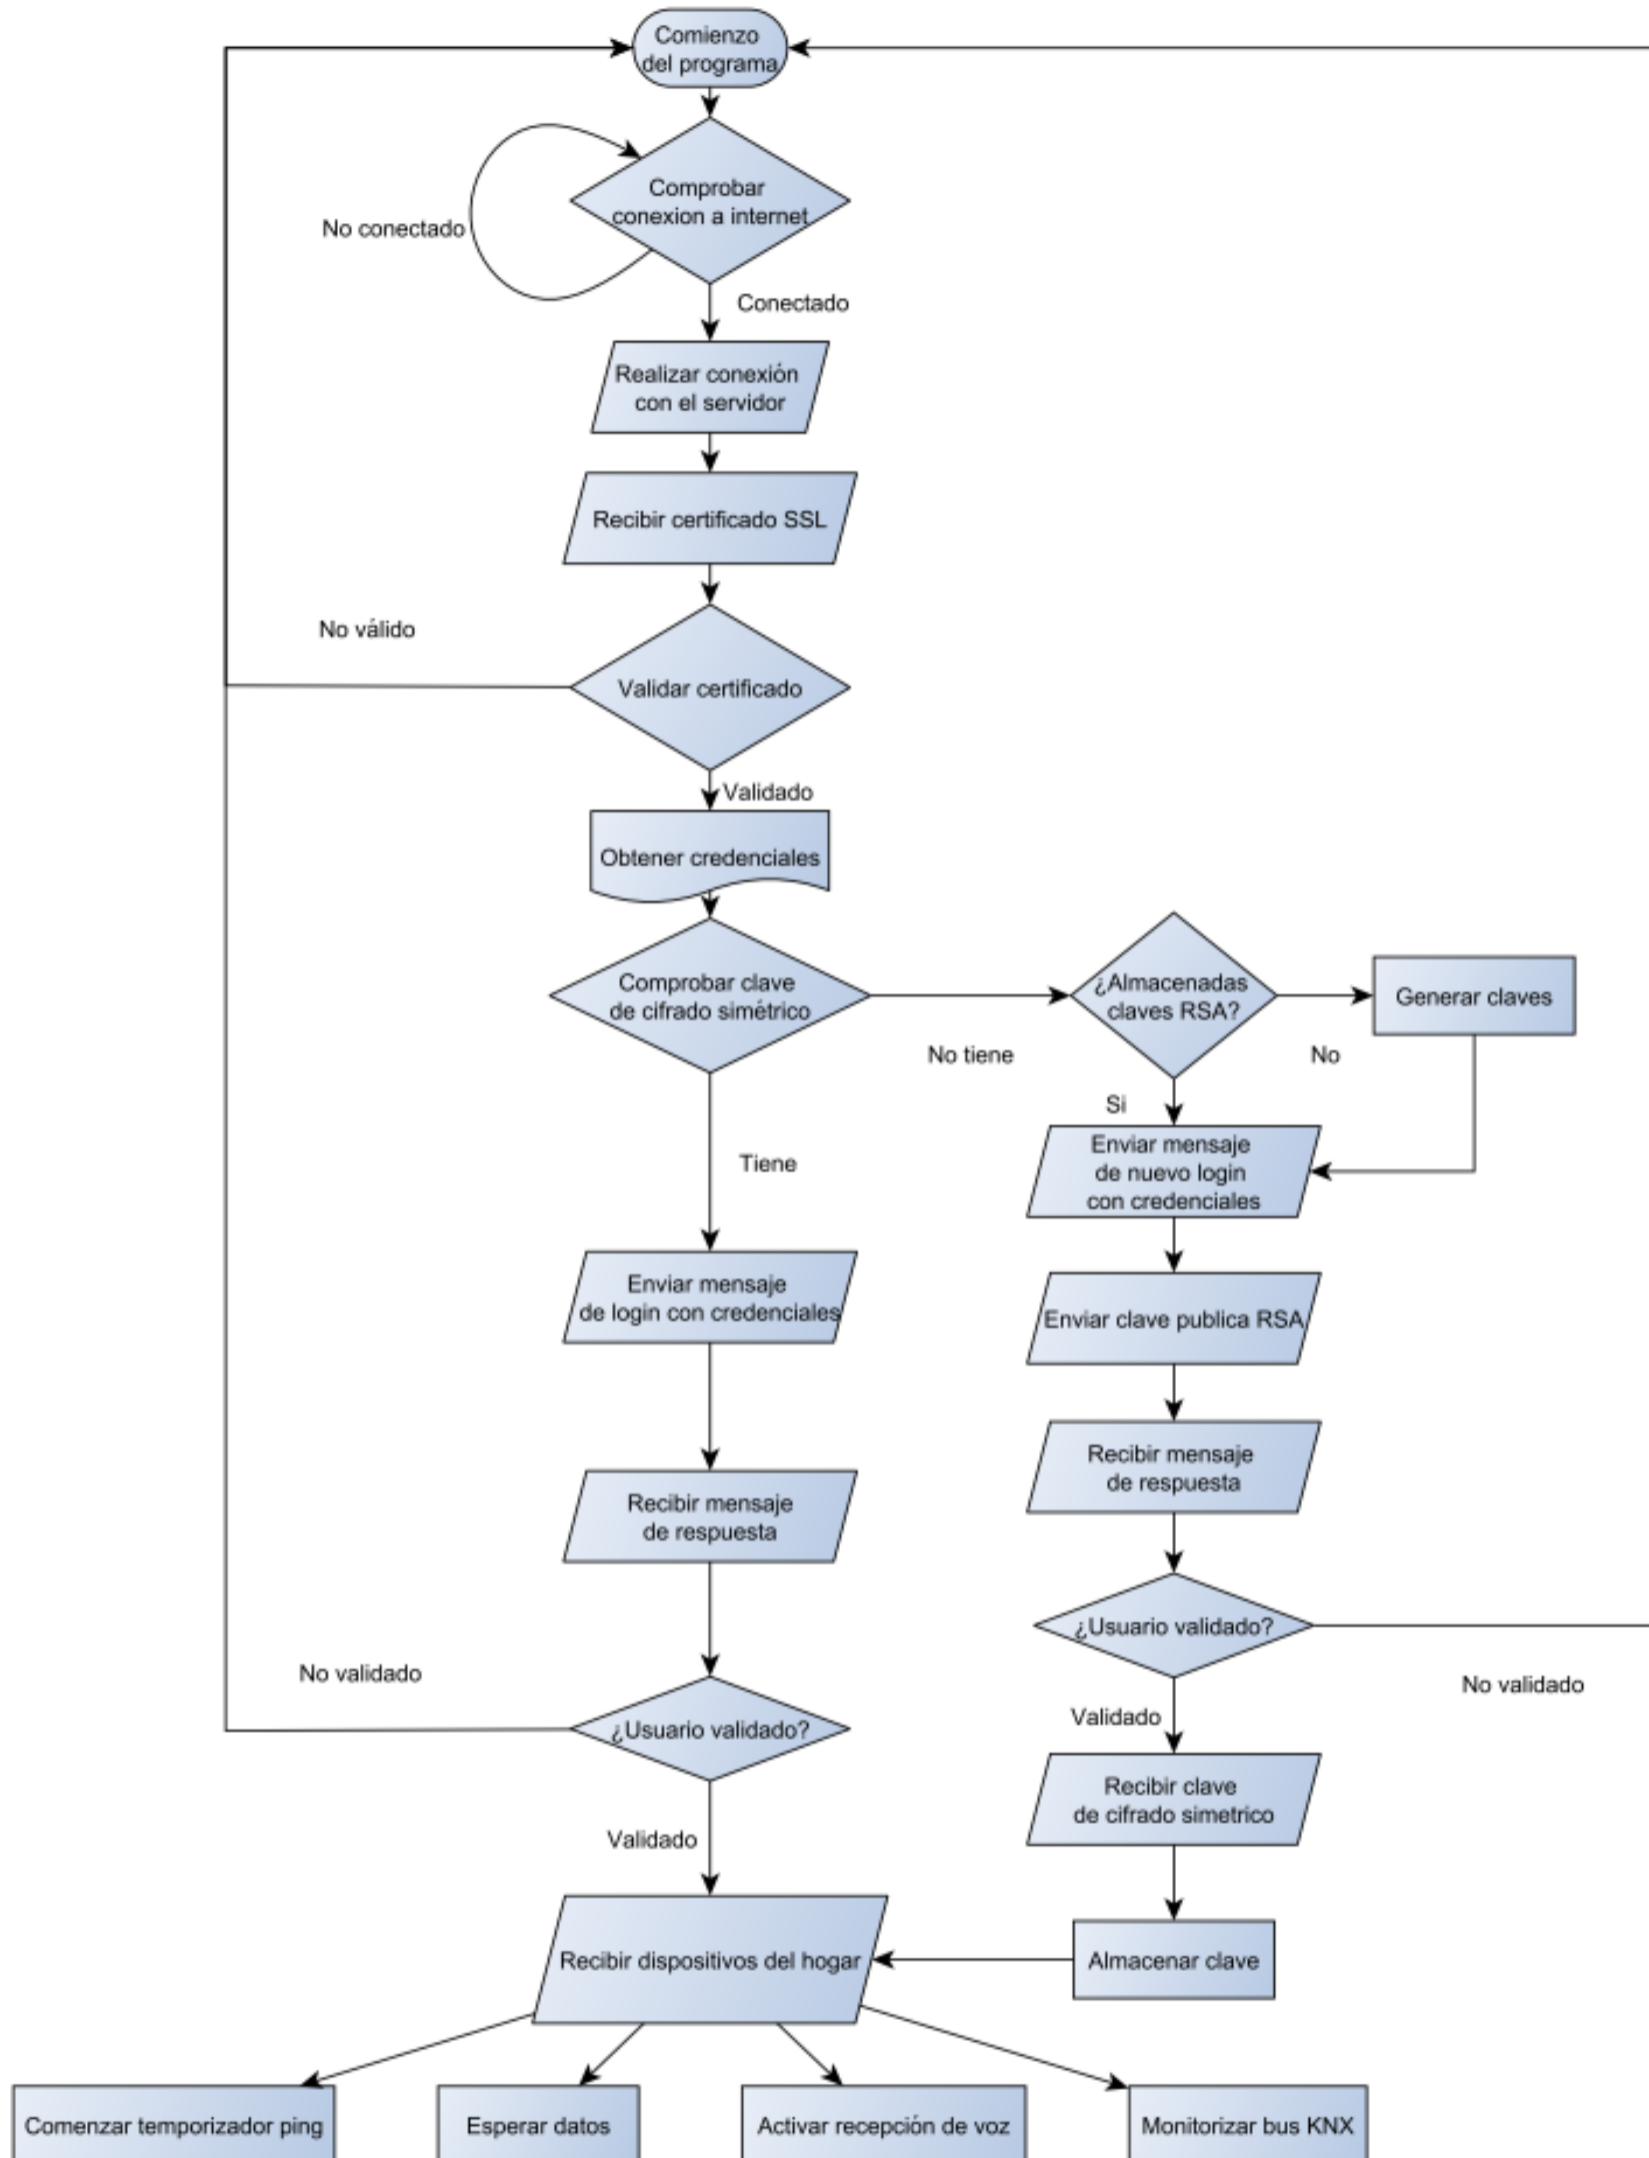 Comienzo
del programa
Comprobar
conexion a internet
No conectado
Conectado
Realizar conexión
con el servidor
Recibir certificado SSL
No válido
Validar certificado
Validado
Obtener credenciales
Comprobar clave
de cifrado simétrico
¿Almacenadas
claves RSA?
Generar claves
No tiene
No
Si
Enviar mensaje
de nuevo login
con credenciales
Tiene
Enviar mensaje
de login con credenciales
Enviar clave publica RSA
Recibir mensaje
de respuesta
Recibir mensaje
de respuesta
¿Usuario validado?
No validado
No validado
Validado
¿Usuario validado?
Recibir clave
de cifrado simetrico
Validado
Recibir dispositivos del hogar
Almacenar clave
Comenzar temporizador ping
Esperar datos
Activar recepción de voz
Monitorizar bus KNX